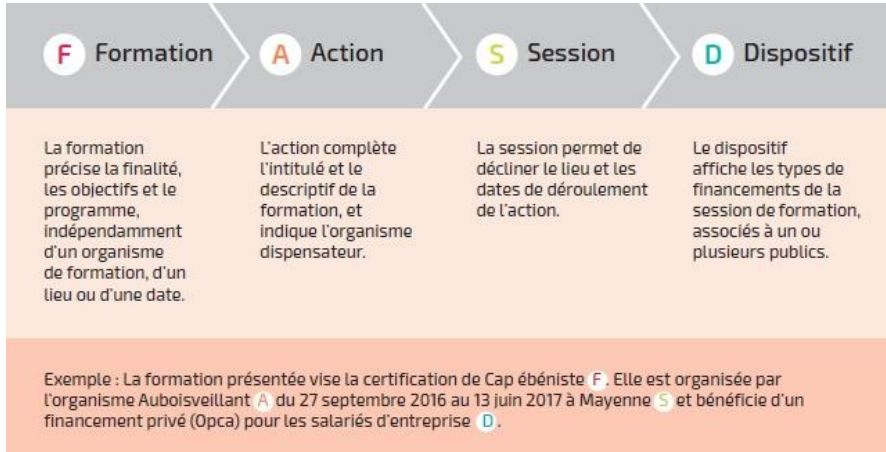 F Formation
A Action
S Session
D Dispositif
La formation
précise la finalité,
les objectifs et le
programme,
indépendamment
d'un organisme
de formation, d'un
lieu ou d'une date.
L'action complète
l'intitulé et le
descriptif de la
formation, et
indique l'organisme
dispensateur.
La session permet de
décliner le lieu et les
dates de déroulement
de l'action.
Le dispositif
affiche les types de
financements de la
session de formation,
associés à un ou
plusieurs publics.
Exemple : La formation présentée vise la certification de Cap ébéniste F. Elle est organisée par
l'organisme Auboisveillant A du 27 septembre 2016 au 13 juin 2017 à Mayenne S et bénéficie d'un
financement privé (Opca) pour les salariés d'entreprise D.